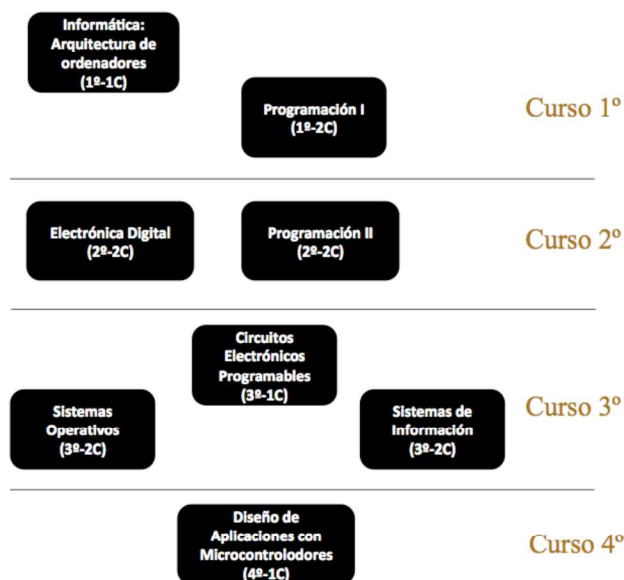 Informática:
Arquitectura de
ordenadores
(1º-1C)
Programación I
(1º-2C)
Curso 1º
Electrónica Digital
(2º-2C)
Programación II
(2º-2C)
Curso 2º
Circuitos
Electrónicos
Programables
(3º-1C)
Sistemas
Operativos
(3º-2C)
Sistemas de
Información
(3º-2C)
Curso 3º
Diseño de
Aplicaciones con
Microcontrolodores
(4º-1C)
Curso 4º